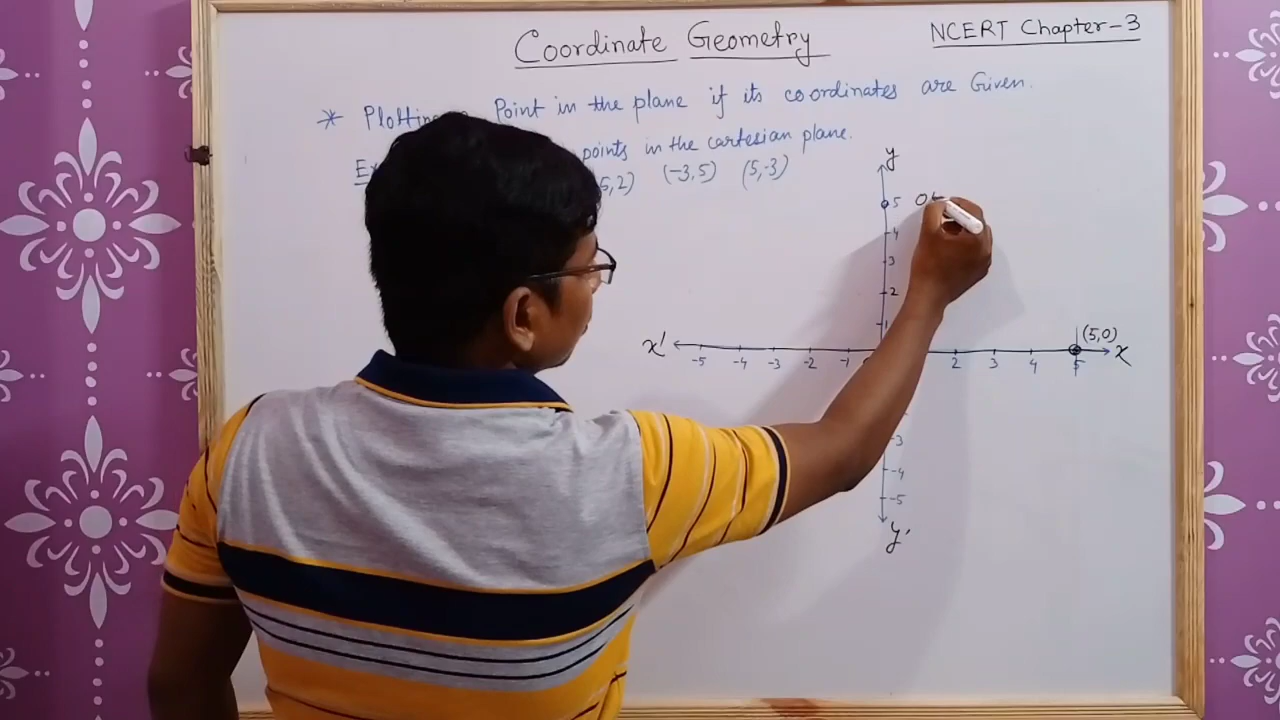 Coordinate Geometry
NCERT Chapter-3
* Point in the plane if its coordinates are Given.
points in the cartesian plane.
5,2) (-3,5) (5,-3)
y
5
4
3
2
1
(5,0)
x' -5 -4 -3 -2 -1 2 3 4 5 x
-3
-4
-5
y'